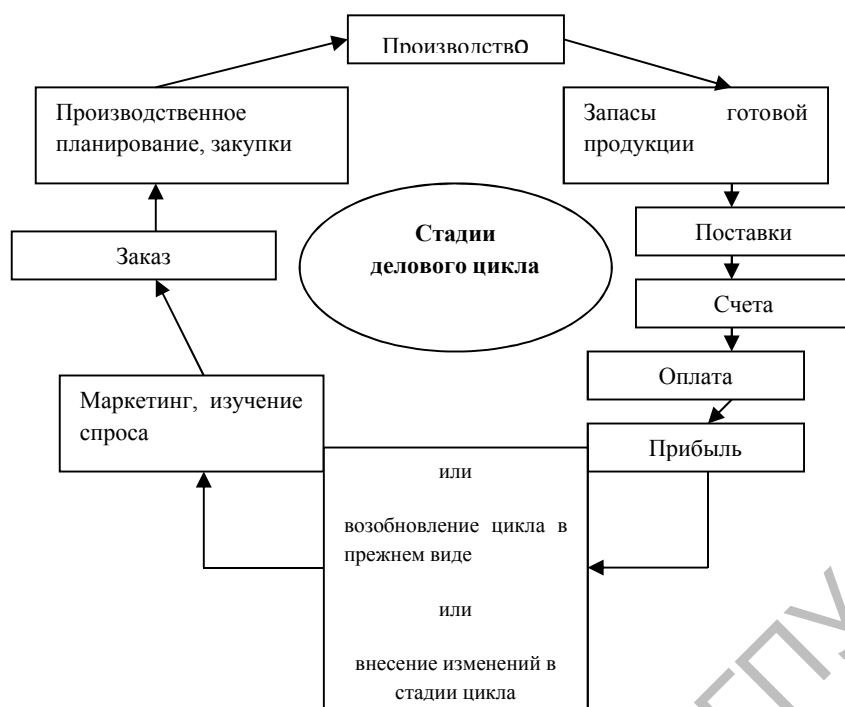 Производство
Производственное
планирование, закупки
Запасы готовой
продукции
Стадии
делового цикла
Поставки
Заказ
Счета
Оплата
Маркетинг, изучение
спроса
Прибыль
или
возобновление цикла в
прежнем виде
или
внесение изменений в
стадии цикла
ГПУ